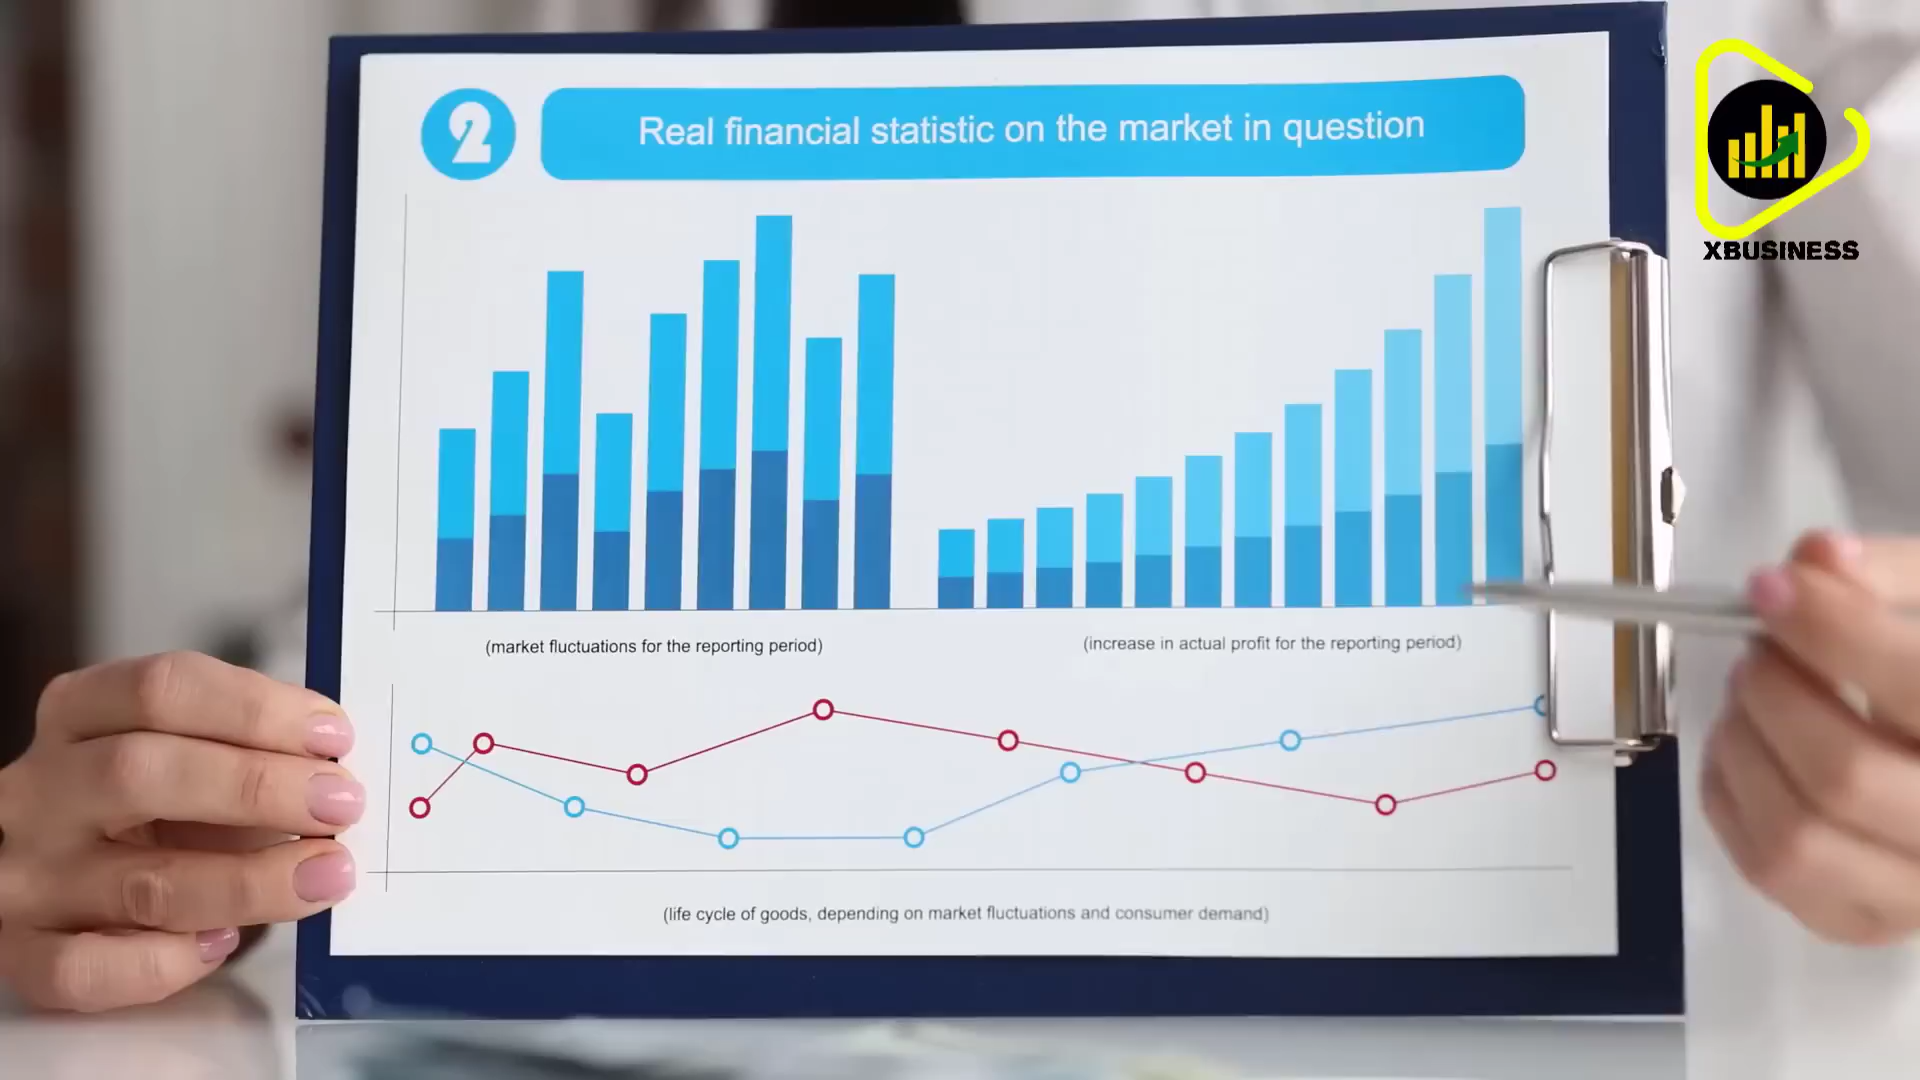 2
Real financial statistic on the market in question
XBUSINESS
(market fluctuations for the reporting period)
(increase in actual profit for the reporting period)
(life cycle of goods, depending on market fluctuations and consumer demand)